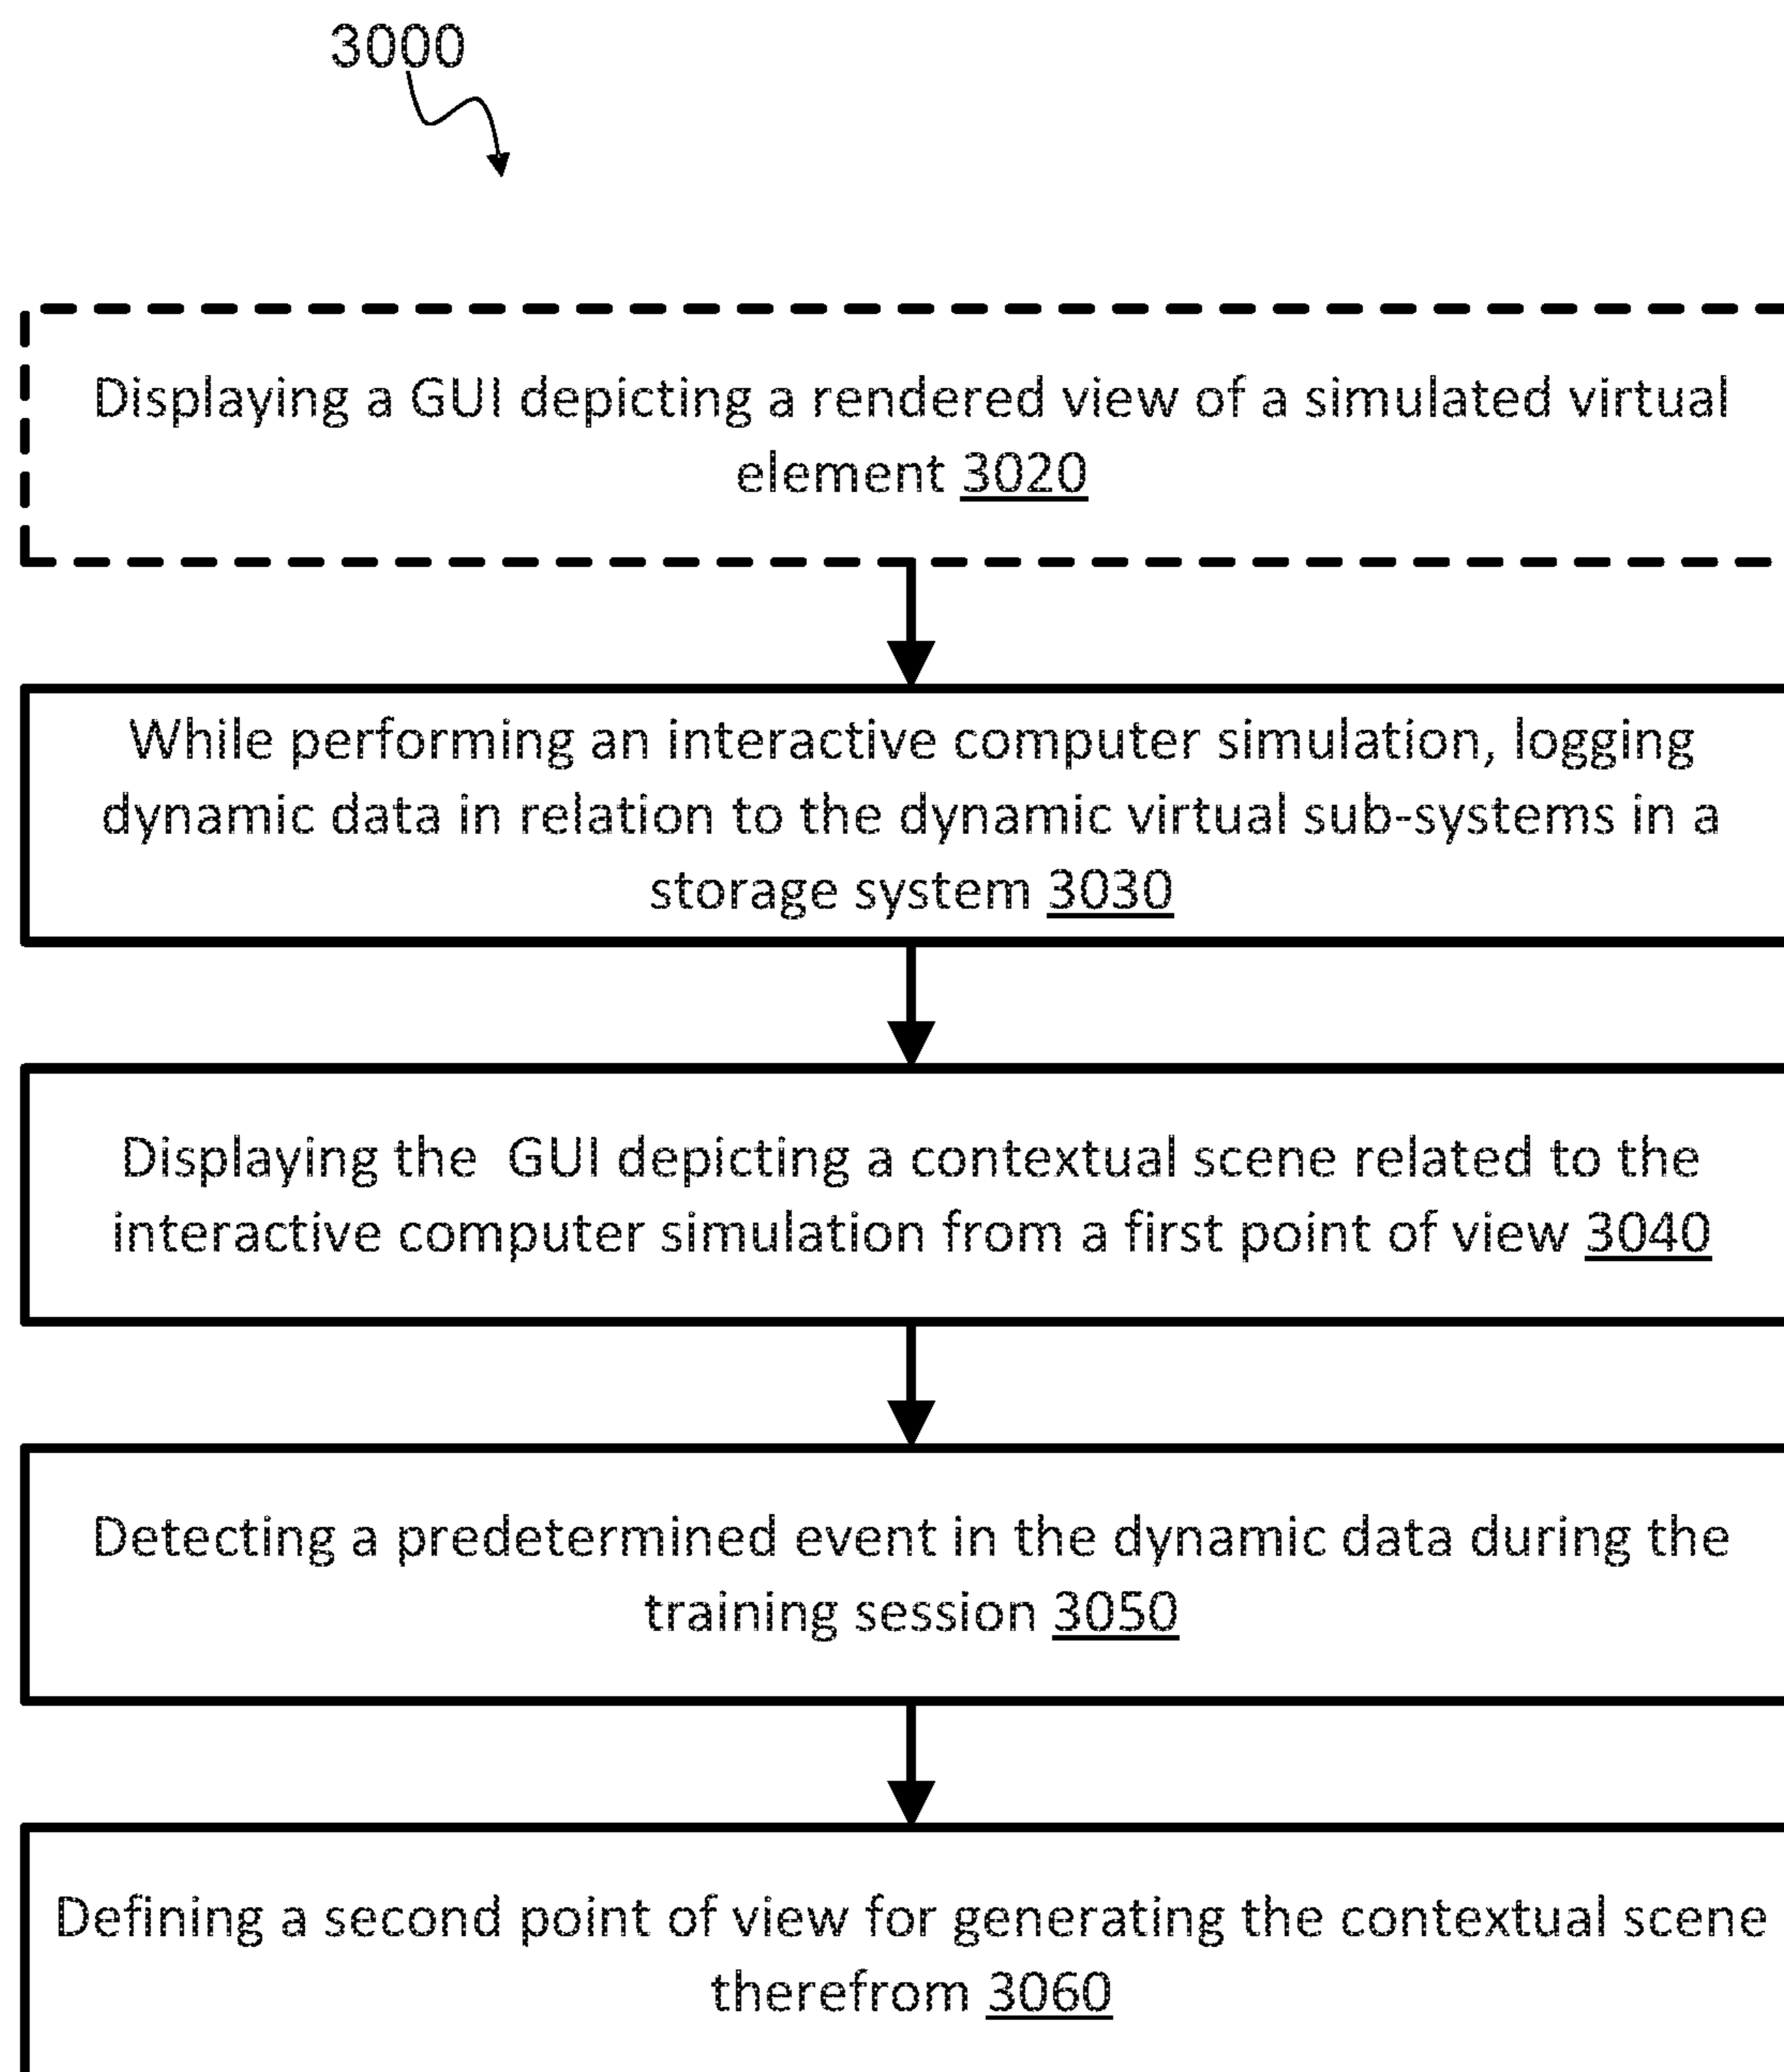 3000
Displaying a GUI depicting a rendered view of a simulated virtual
element 3020
While performing an interactive computer simulation, logging
dynamic data in relation to the dynamic virtual sub-systems in a
storage system 3030
Displaying the  GUI depicting a contextual scene related to the
interactive computer simulation from a first point of view 3040
Detecting a predetermined event in the dynamic data during the
training session 3050
Defining a second point of view for generating the contextual scene
therefrom 3060